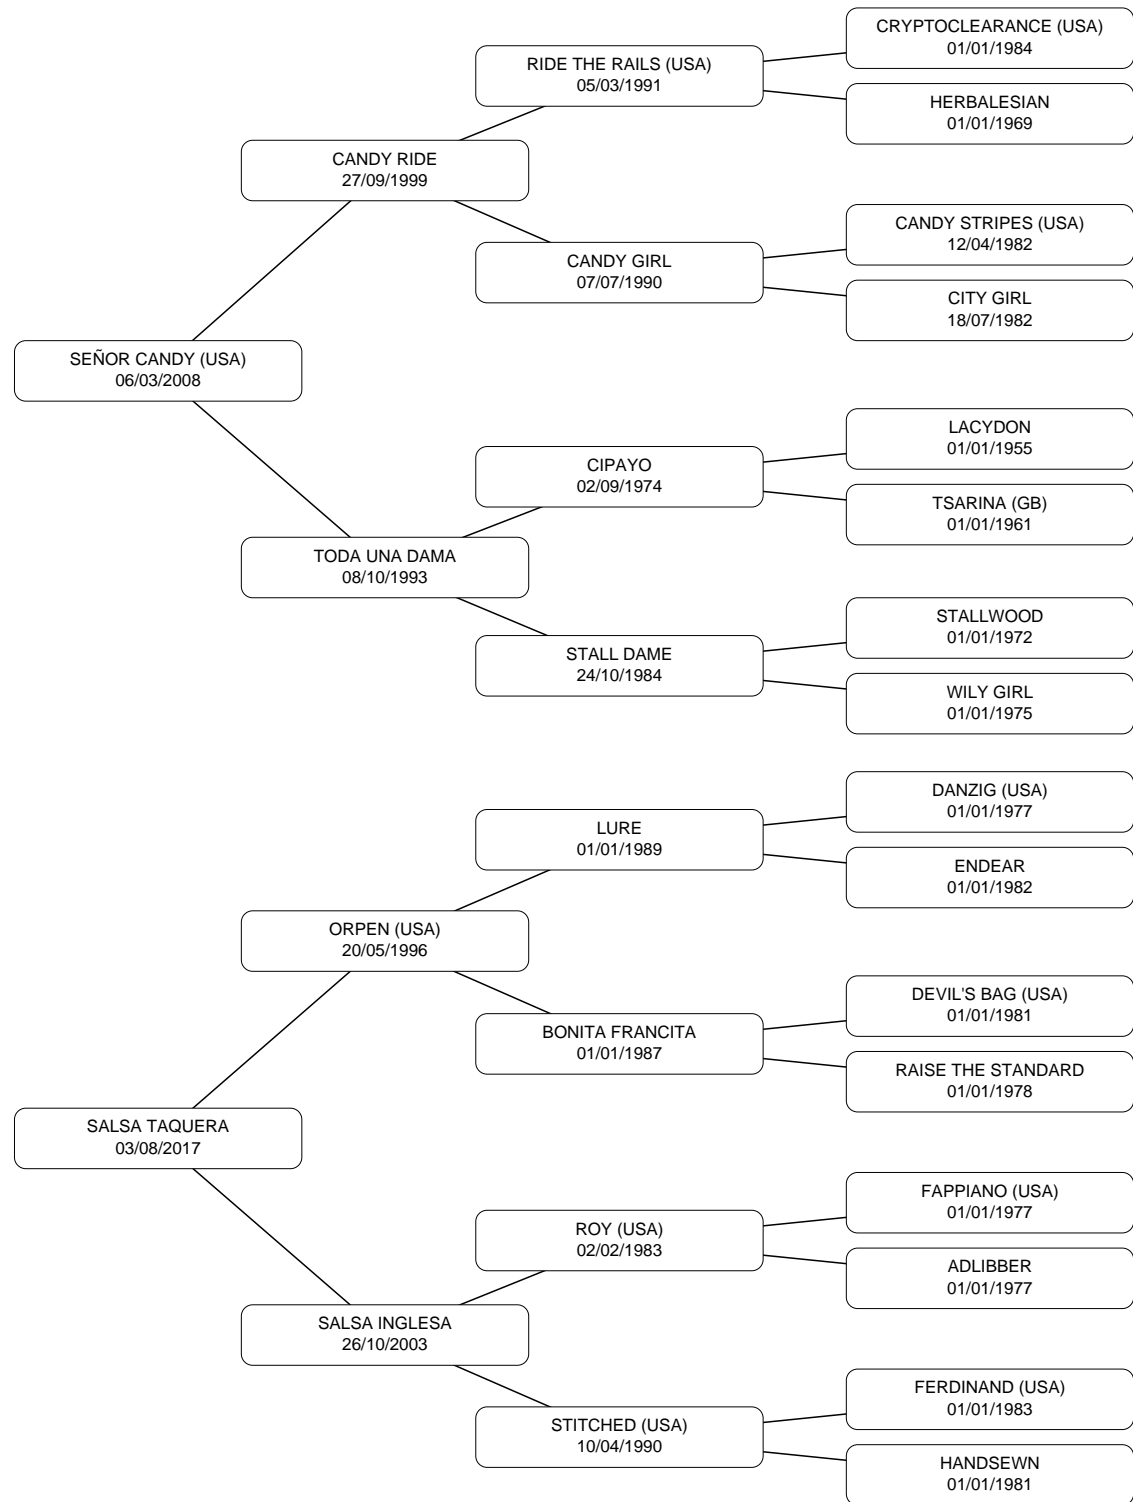 CRYPTOCLEARANCE (USA)
01/01/1984
RIDE THE RAILS (USA)
05/03/1991
HERBALESIAN
01/01/1969
CANDY RIDE
27/09/1999
CANDY STRIPES (USA)
12/04/1982
CANDY GIRL
07/07/1990
CITY GIRL
18/07/1982
SEÑOR CANDY (USA)
06/03/2008
LACYDON
01/01/1955
CIPAYO
02/09/1974
TSARINA (GB)
01/01/1961
TODA UNA DAMA
08/10/1993
STALLWOOD
01/01/1972
STALL DAME
24/10/1984
WILY GIRL
01/01/1975
DANZIG (USA)
01/01/1977
LURE
01/01/1989
ENDEAR
01/01/1982
ORPEN (USA)
20/05/1996
DEVIL'S BAG (USA)
01/01/1981
BONITA FRANCITA
01/01/1987
RAISE THE STANDARD
01/01/1978
SALSA TAQUERA
03/08/2017
FAPPIANO (USA)
01/01/1977
ROY (USA)
02/02/1983
ADLIBBER
01/01/1977
SALSA INGLESA
26/10/2003
FERDINAND (USA)
01/01/1983
STITCHED (USA)
10/04/1990
HANDSEWN
01/01/1981